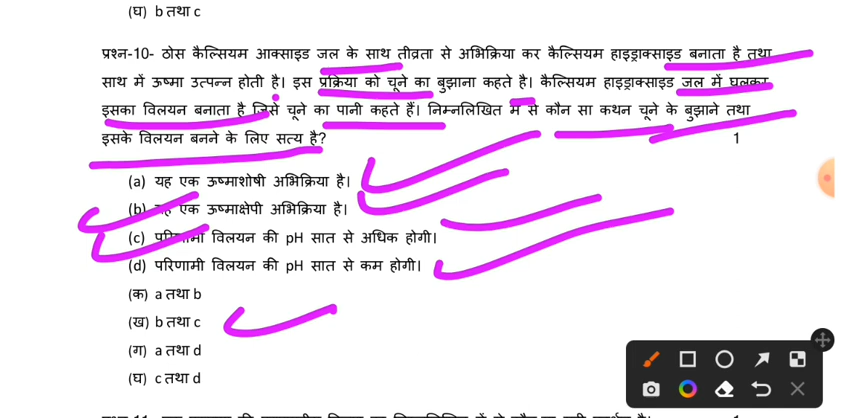 (घ) b तथा c
प्रश्न-10- ठोस कैल्सियम आक्साइड जल के साथ तीव्रता से अभिक्रिया कर कैल्सियम हाइड्राक्साइड बनाता है तथा
साथ में ऊष्मा उत्पन्न होती है। इस प्रक्रिया को चूने का बुझाना कहते है। कैल्सियम हाइड्राक्साइड जल में घुलकर
इसका विलयन बनाता है जिसे चूने का पानी कहते हैं। निम्नलिखित में से कौन सा कथन चूने के बुझाने तथा
इसके विलयन बनने के लिए सत्य है? 1
(a) यह एक ऊष्माशोषी अभिक्रिया है।
(b) यह एक ऊष्माक्षेपी अभिक्रिया है।
(c) परिणामी विलयन की pH सात से अधिक होगी।
(d) परिणामी विलयन की pH सात से कम होगी।
(क) a तथा b
(ख) b तथा c
(ग) a तथा d
(घ) c तथा d